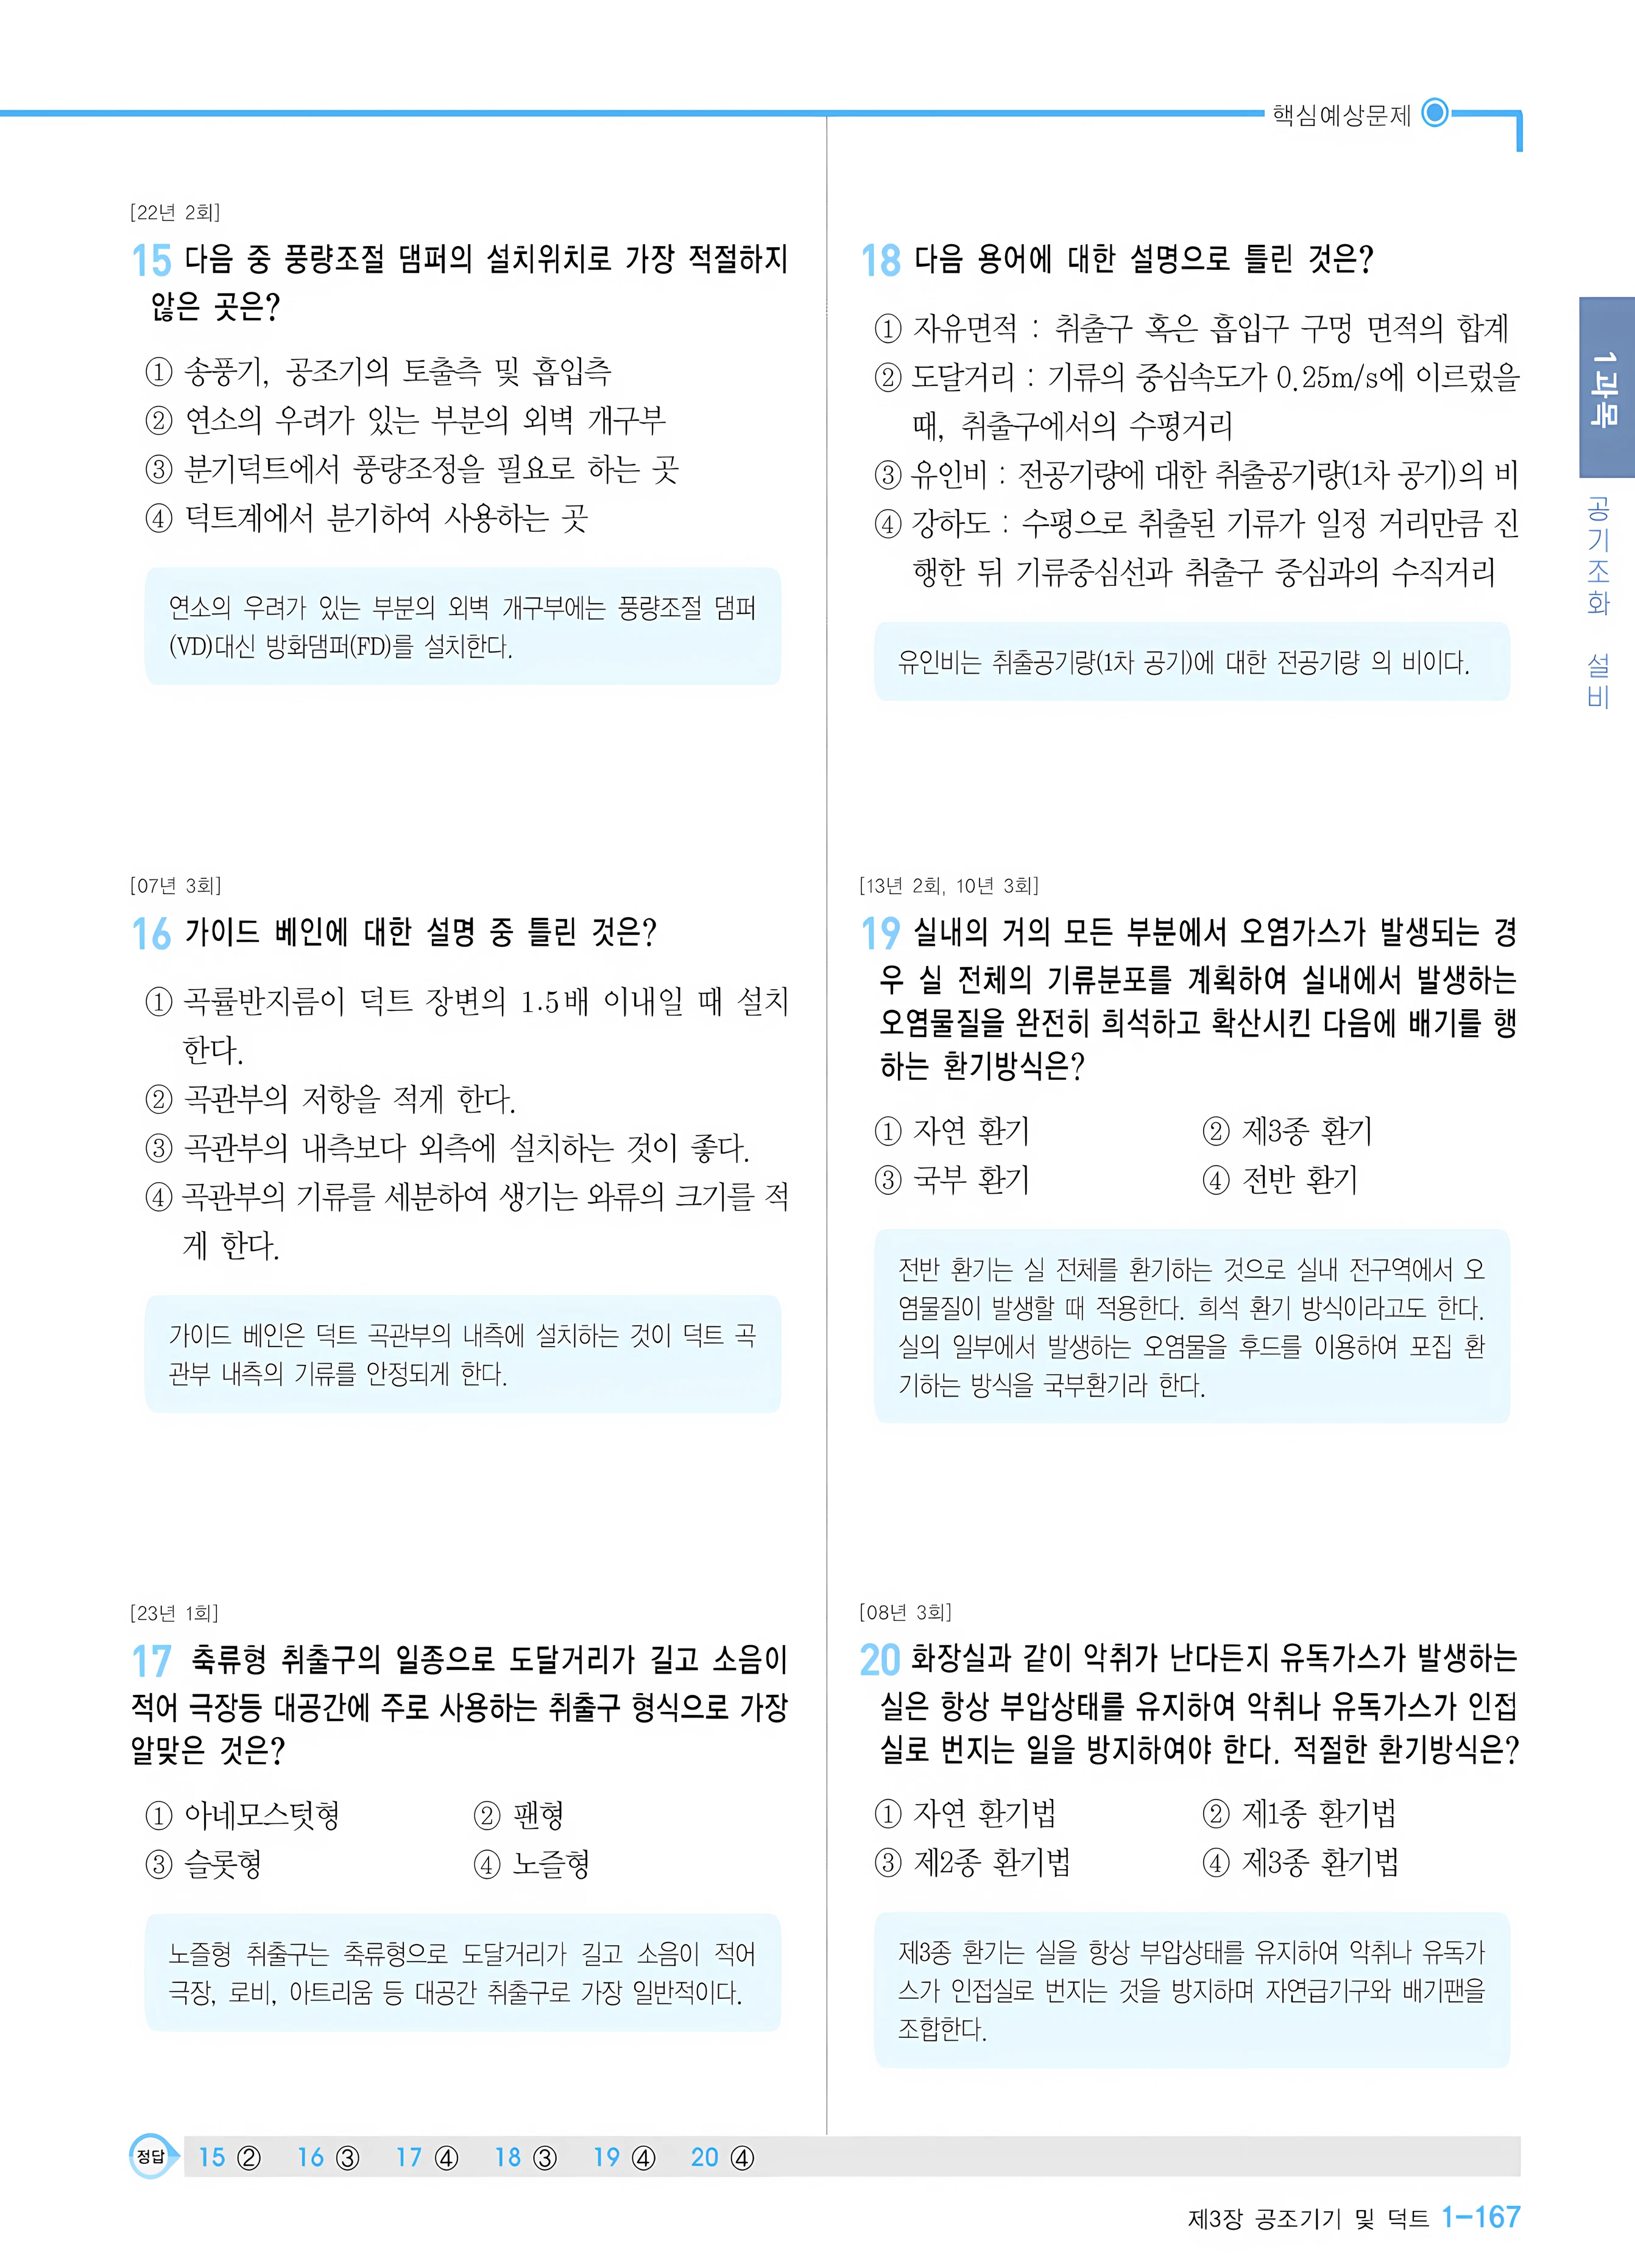 핵심예상문제
[22년 2회]
15 다음 중 풍량조절 댐퍼의 설치위치로 가장 적절하지
않은 곳은?
① 송풍기, 공조기의 토출측 및 흡입측
② 연소의 우려가 있는 부분의 외벽 개구부
③ 분기덕트에서 풍량조정을 필요로 하는 곳
④ 덕트계에서 분기하여 사용하는 곳
연소의 우려가 있는 부분의 외벽 개구부에는 풍량조절 댐퍼
(VD)대신 방화댐퍼(FD)를 설치한다.
[07년 3회]
16 가이드 베인에 대한 설명 중 틀린 것은?
① 곡률반지름이 덕트 장변의 1.5배 이내일 때 설치
한다.
② 곡관부의 저항을 적게 한다.
③ 곡관부의 내측보다 외측에 설치하는 것이 좋다.
④ 곡관부의 기류를 세분하여 생기는 와류의 크기를 적
게 한다.
가이드 베인은 덕트 곡관부의 내측에 설치하는 것이 덕트 곡
관부 내측의 기류를 안정되게 한다.
[23년 1회]
17 축류형 취출구의 일종으로 도달거리가 길고 소음이
적어 극장등 대공간에 주로 사용하는 취출구 형식으로 가장
알맞은 것은?
① 아네모스텃형 ② 팬형
③ 슬롯형 ④ 노즐형
노즐형 취출구는 축류형으로 도달거리가 길고 소음이 적어
극장, 로비, 아트리움 등 대공간 취출구로 가장 일반적이다.
18 다음 용어에 대한 설명으로 틀린 것은?
① 자유면적 : 취출구 혹은 흡입구 구멍 면적의 합계
② 도달거리 : 기류의 중심속도가 0.25m/s에 이르렀을
때, 취출구에서의 수평거리
③ 유인비 : 전공기량에 대한 취출공기량(1차 공기)의 비
④ 강하도 : 수평으로 취출된 기류가 일정 거리만큼 진
행한 뒤 기류중심선과 취출구 중심과의 수직거리
유인비는 취출공기량(1차 공기)에 대한 전공기량 의 비이다.
[13년 2회, 10년 3회]
19 실내의 거의 모든 부분에서 오염가스가 발생되는 경
우 실 전체의 기류분포를 계획하여 실내에서 발생하는
오염물질을 완전히 희석하고 확산시킨 다음에 배기를 행
하는 환기방식은?
① 자연 환기 ② 제3종 환기
③ 국부 환기 ④ 전반 환기
전반 환기는 실 전체를 환기하는 것으로 실내 전구역에서 오
염물질이 발생할 때 적용한다. 희석 환기 방식이라고도 한다.
실의 일부에서 발생하는 오염물을 후드를 이용하여 포집 환
기하는 방식을 국부환기라 한다.
[08년 3회]
20 화장실과 같이 악취가 난다든지 유독가스가 발생하는
실은 항상 부압상태를 유지하여 악취나 유독가스가 인접
실로 번지는 일을 방지하여야 한다. 적절한 환기방식은?
① 자연 환기법 ② 제1종 환기법
③ 제2종 환기법 ④ 제3종 환기법
제3종 환기는 실을 항상 부압상태를 유지하여 악취나 유독가
스가 인접실로 번지는 것을 방지하며 자연급기구와 배기팬을
조합한다.
1과목
공기조화 설비
정답 15 ② 16 ③ 17 ④ 18 ③ 19 ④ 20 ④
제3장 공조기기 및 덕트 1-167